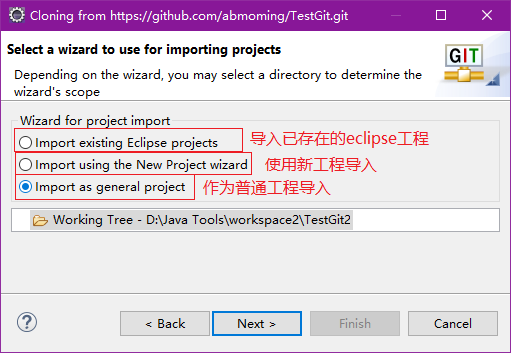 Cloning from https://github.com/abmoming/TestGit.git
Select a wizard to use for importing projects
Depending on the wizard, you may select a directory to determine the
wizard's scope
GIT
Wizard for project import
Import existing Eclipse projects 导入已存在的eclipse工程
Import using the New Project wizard 使用新工程导入
Import as general project 作为普通工程导入
Working Tree - D:\Java Tools\workspace2\TestGit2
? < Back Next > Finish Cancel